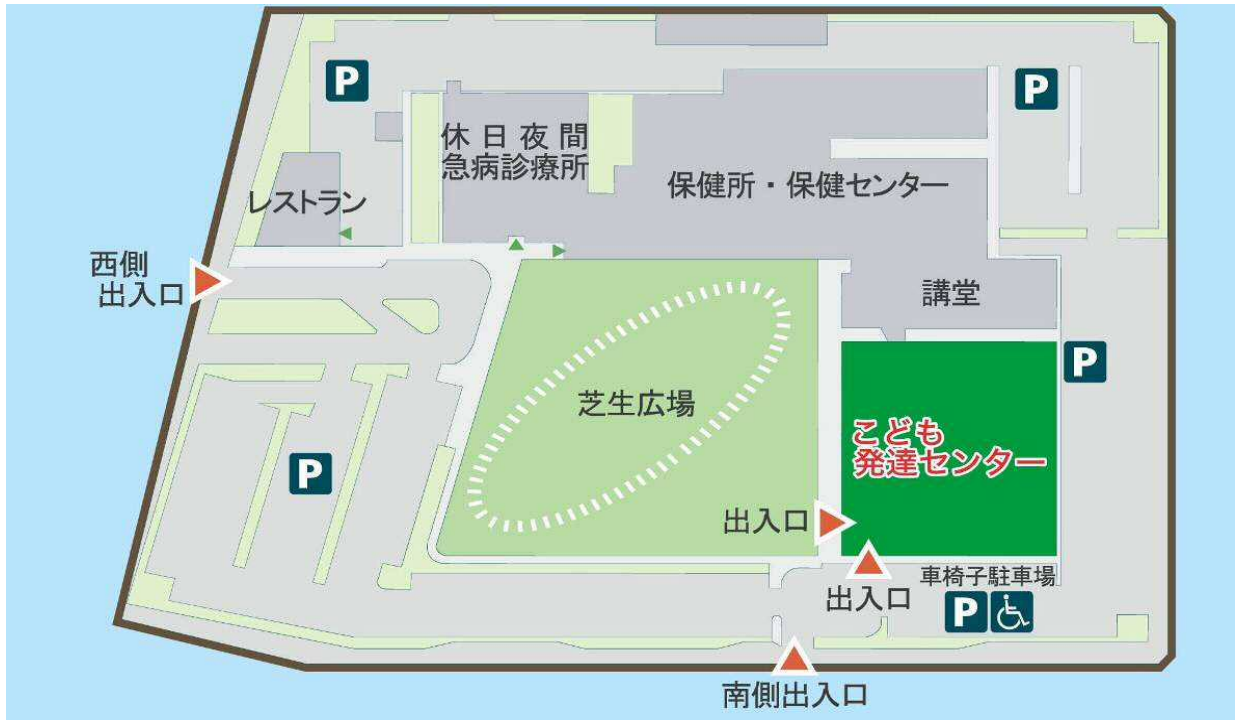 P
P
休日夜間
急病診療所
保健所・保健センター
レストラン
西側
出入口
講堂
P
芝生広場
こども
発達センター
P
出入口
車椅子駐車場
出入口
P
南側出入口